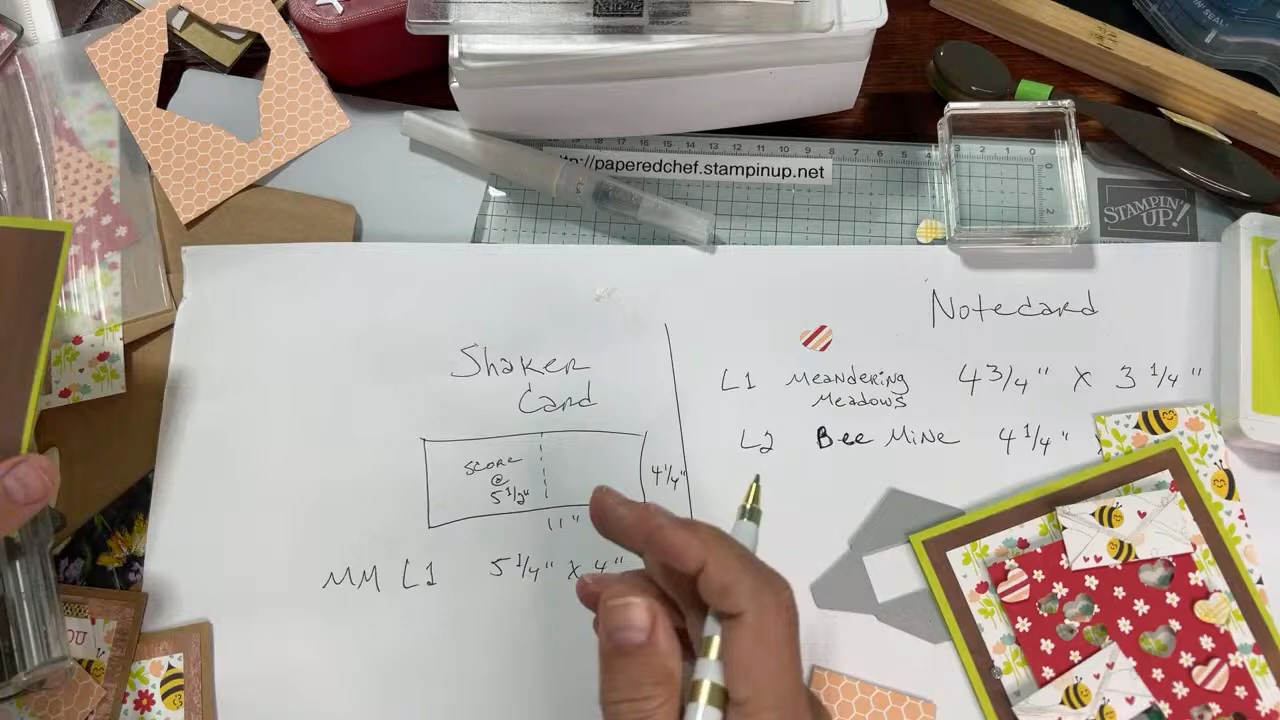 http://paperedchef.stampinup.net
STAMPIN' UP!
Notecard
Shaker
Card
L1 Meandering 4 3/4" X 3 1/4"
Meadows
L2 Bee Mine 4 1/4"
Score
@
5 1/2"
4 1/4"
11"
MM L1 5 1/4" X 4"
YOU